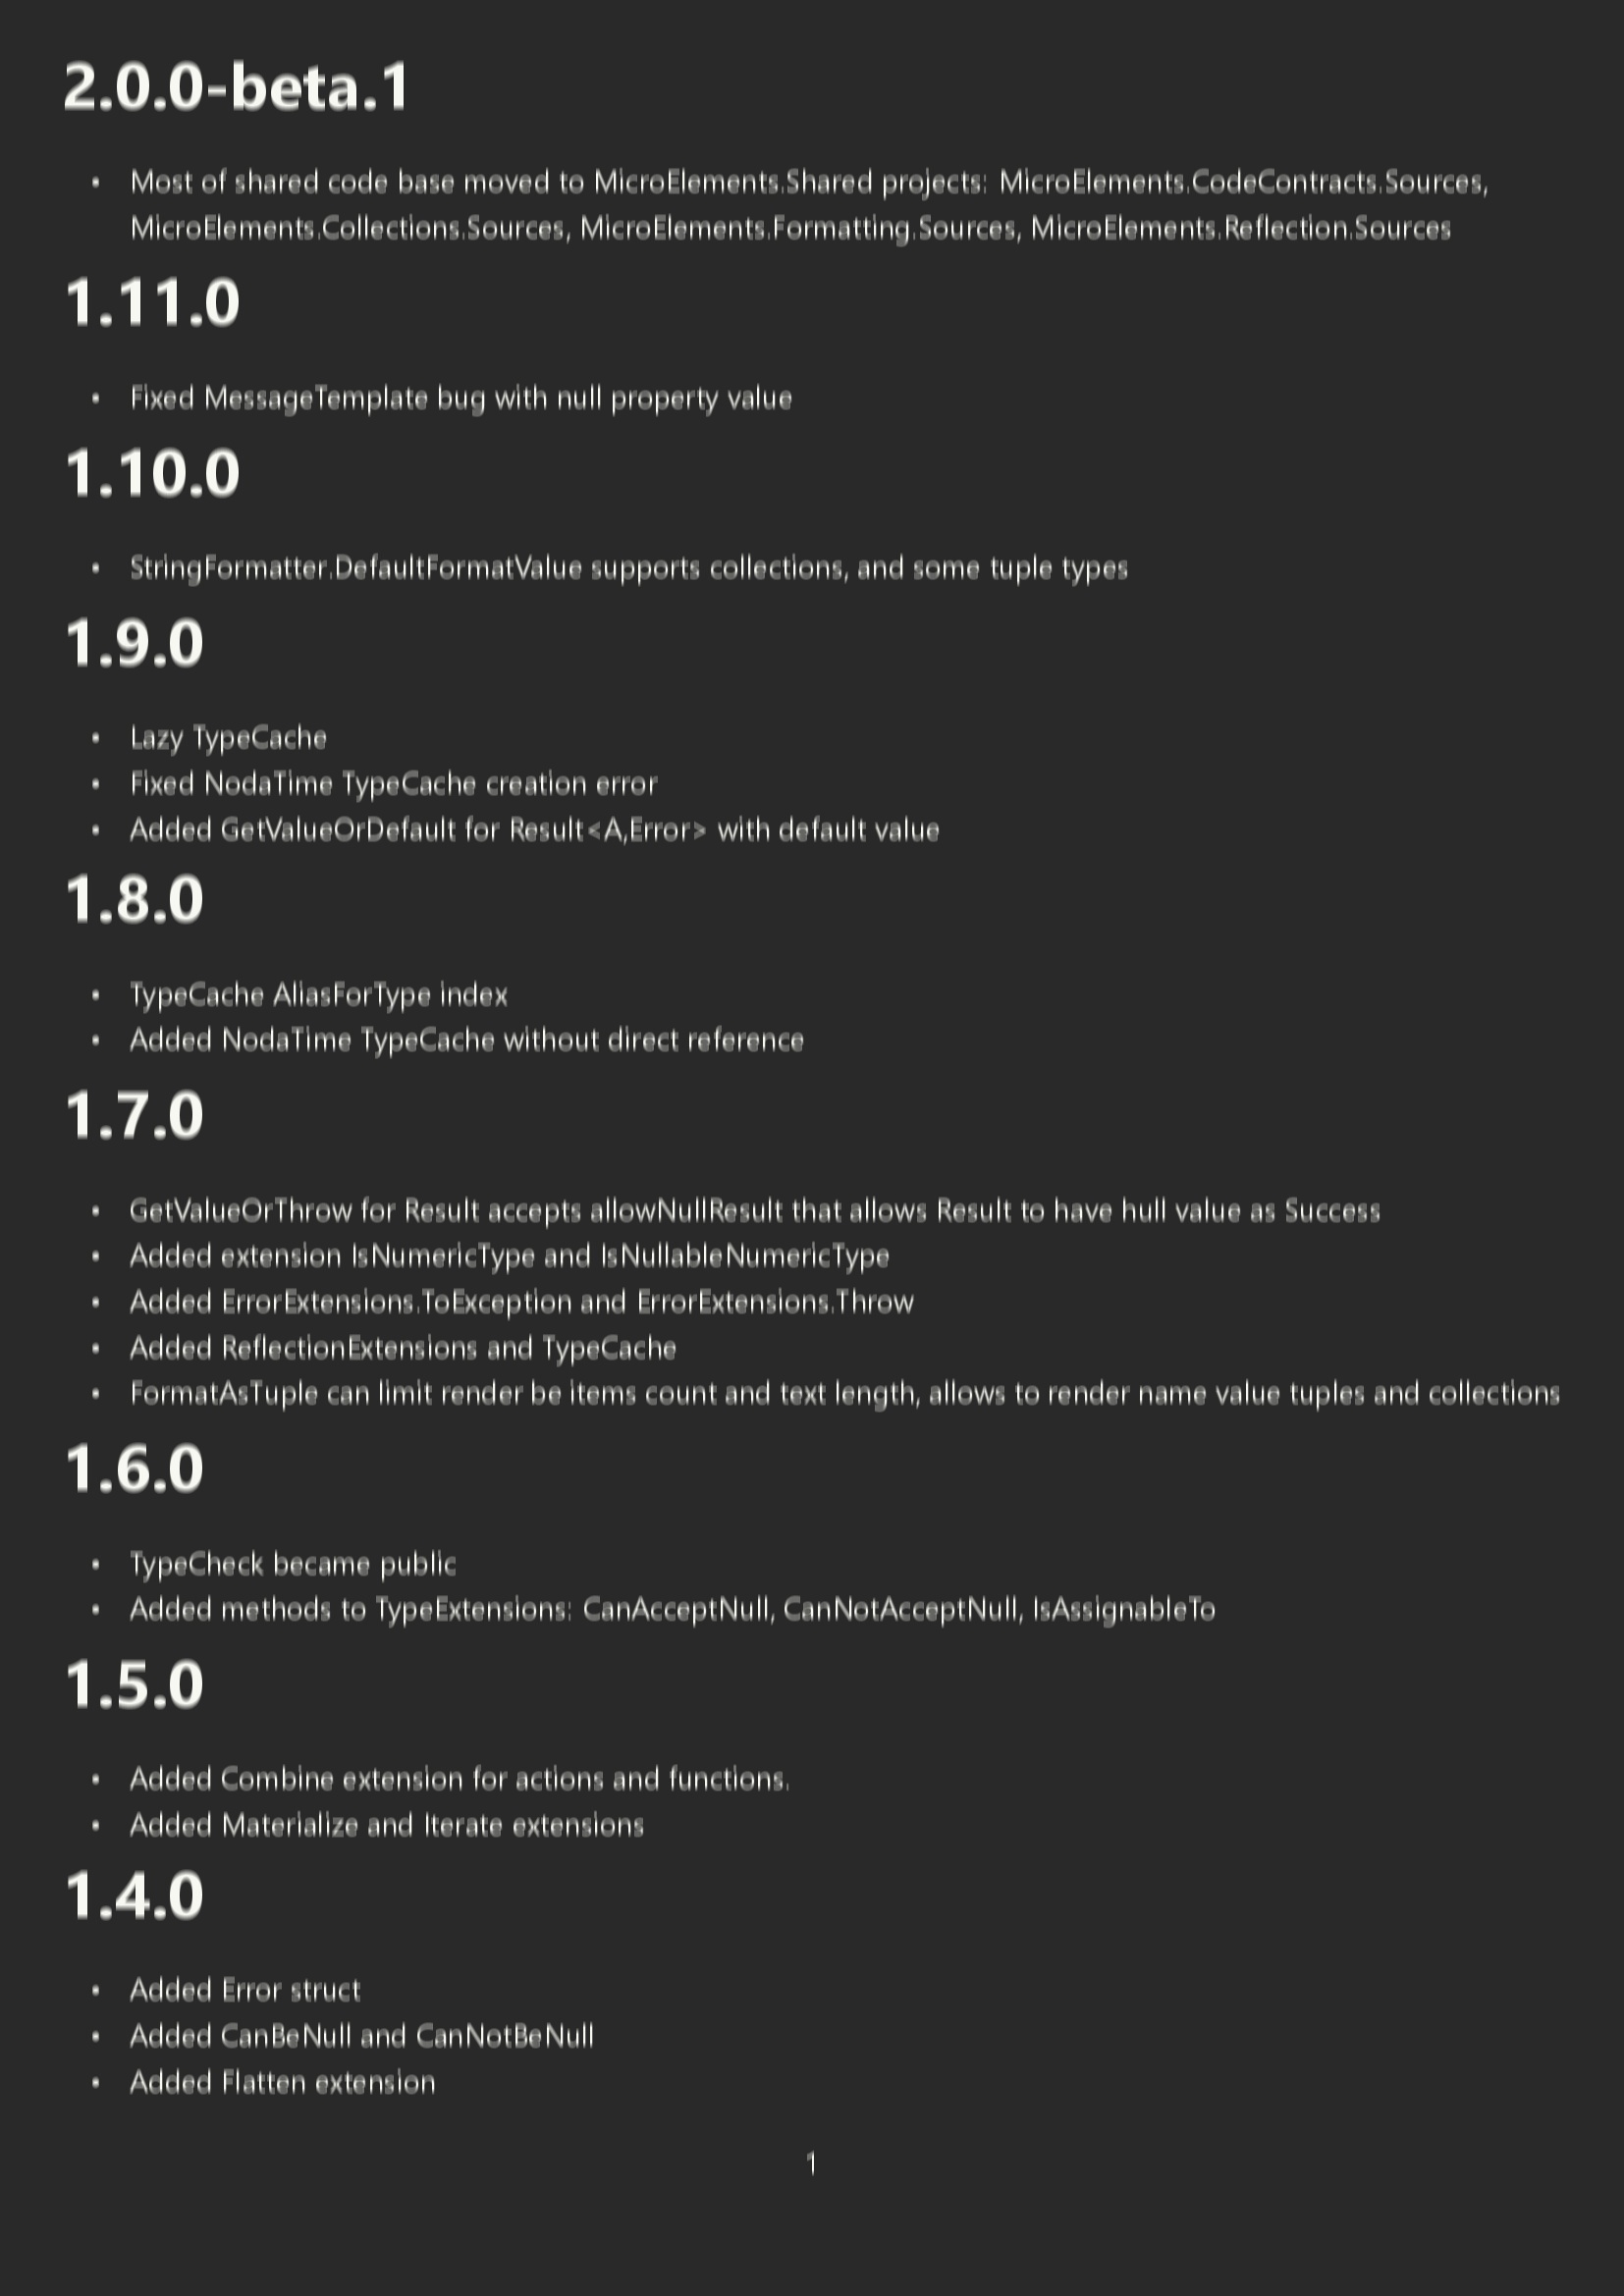 2.0.0-beta.1
• Most of shared code base moved to MicroElements.Shared projects: MicroElements.CodeContracts.Sources,
MicroElements.Collections.Sources, MicroElements.Formatting.Sources, MicroElements.Reflection.Sources
1.11.0
• Fixed MessageTemplate bug with null property value
1.10.0
• StringFormatter.DefaultFormatValue supports collections, and some tuple types
1.9.0
• Lazy TypeCache
• Fixed NodaTime TypeCache creation error
• Added GetValueOrDefault for Result<A,Error> with default value
1.8.0
• TypeCache AliasForType index
• Added NodaTime TypeCache without direct reference
1.7.0
• GetValueOrThrow for Result accepts allowNullResult that allows Result to have hull value as Success
• Added extension IsNumericType and IsNullableNumericType
• Added ErrorExtensions.ToException and ErrorExtensions.Throw
• Added ReflectionExtensions and TypeCache
• FormatAsTuple can limit render be items count and text length, allows to render name value tuples and collections
1.6.0
• TypeCheck became public
• Added methods to TypeExtensions: CanAcceptNull, CanNotAcceptNull, IsAssignableTo
1.5.0
• Added Combine extension for actions and functions.
• Added Materialize and Iterate extensions
1.4.0
• Added Error struct
• Added CanBeNull and CanNotBeNull
• Added Flatten extension
1